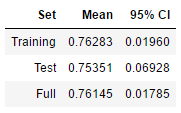 Set Mean 95% CI
Training 0.76283 0.01960
Test 0.75351 0.06928
Full 0.76145 0.01785